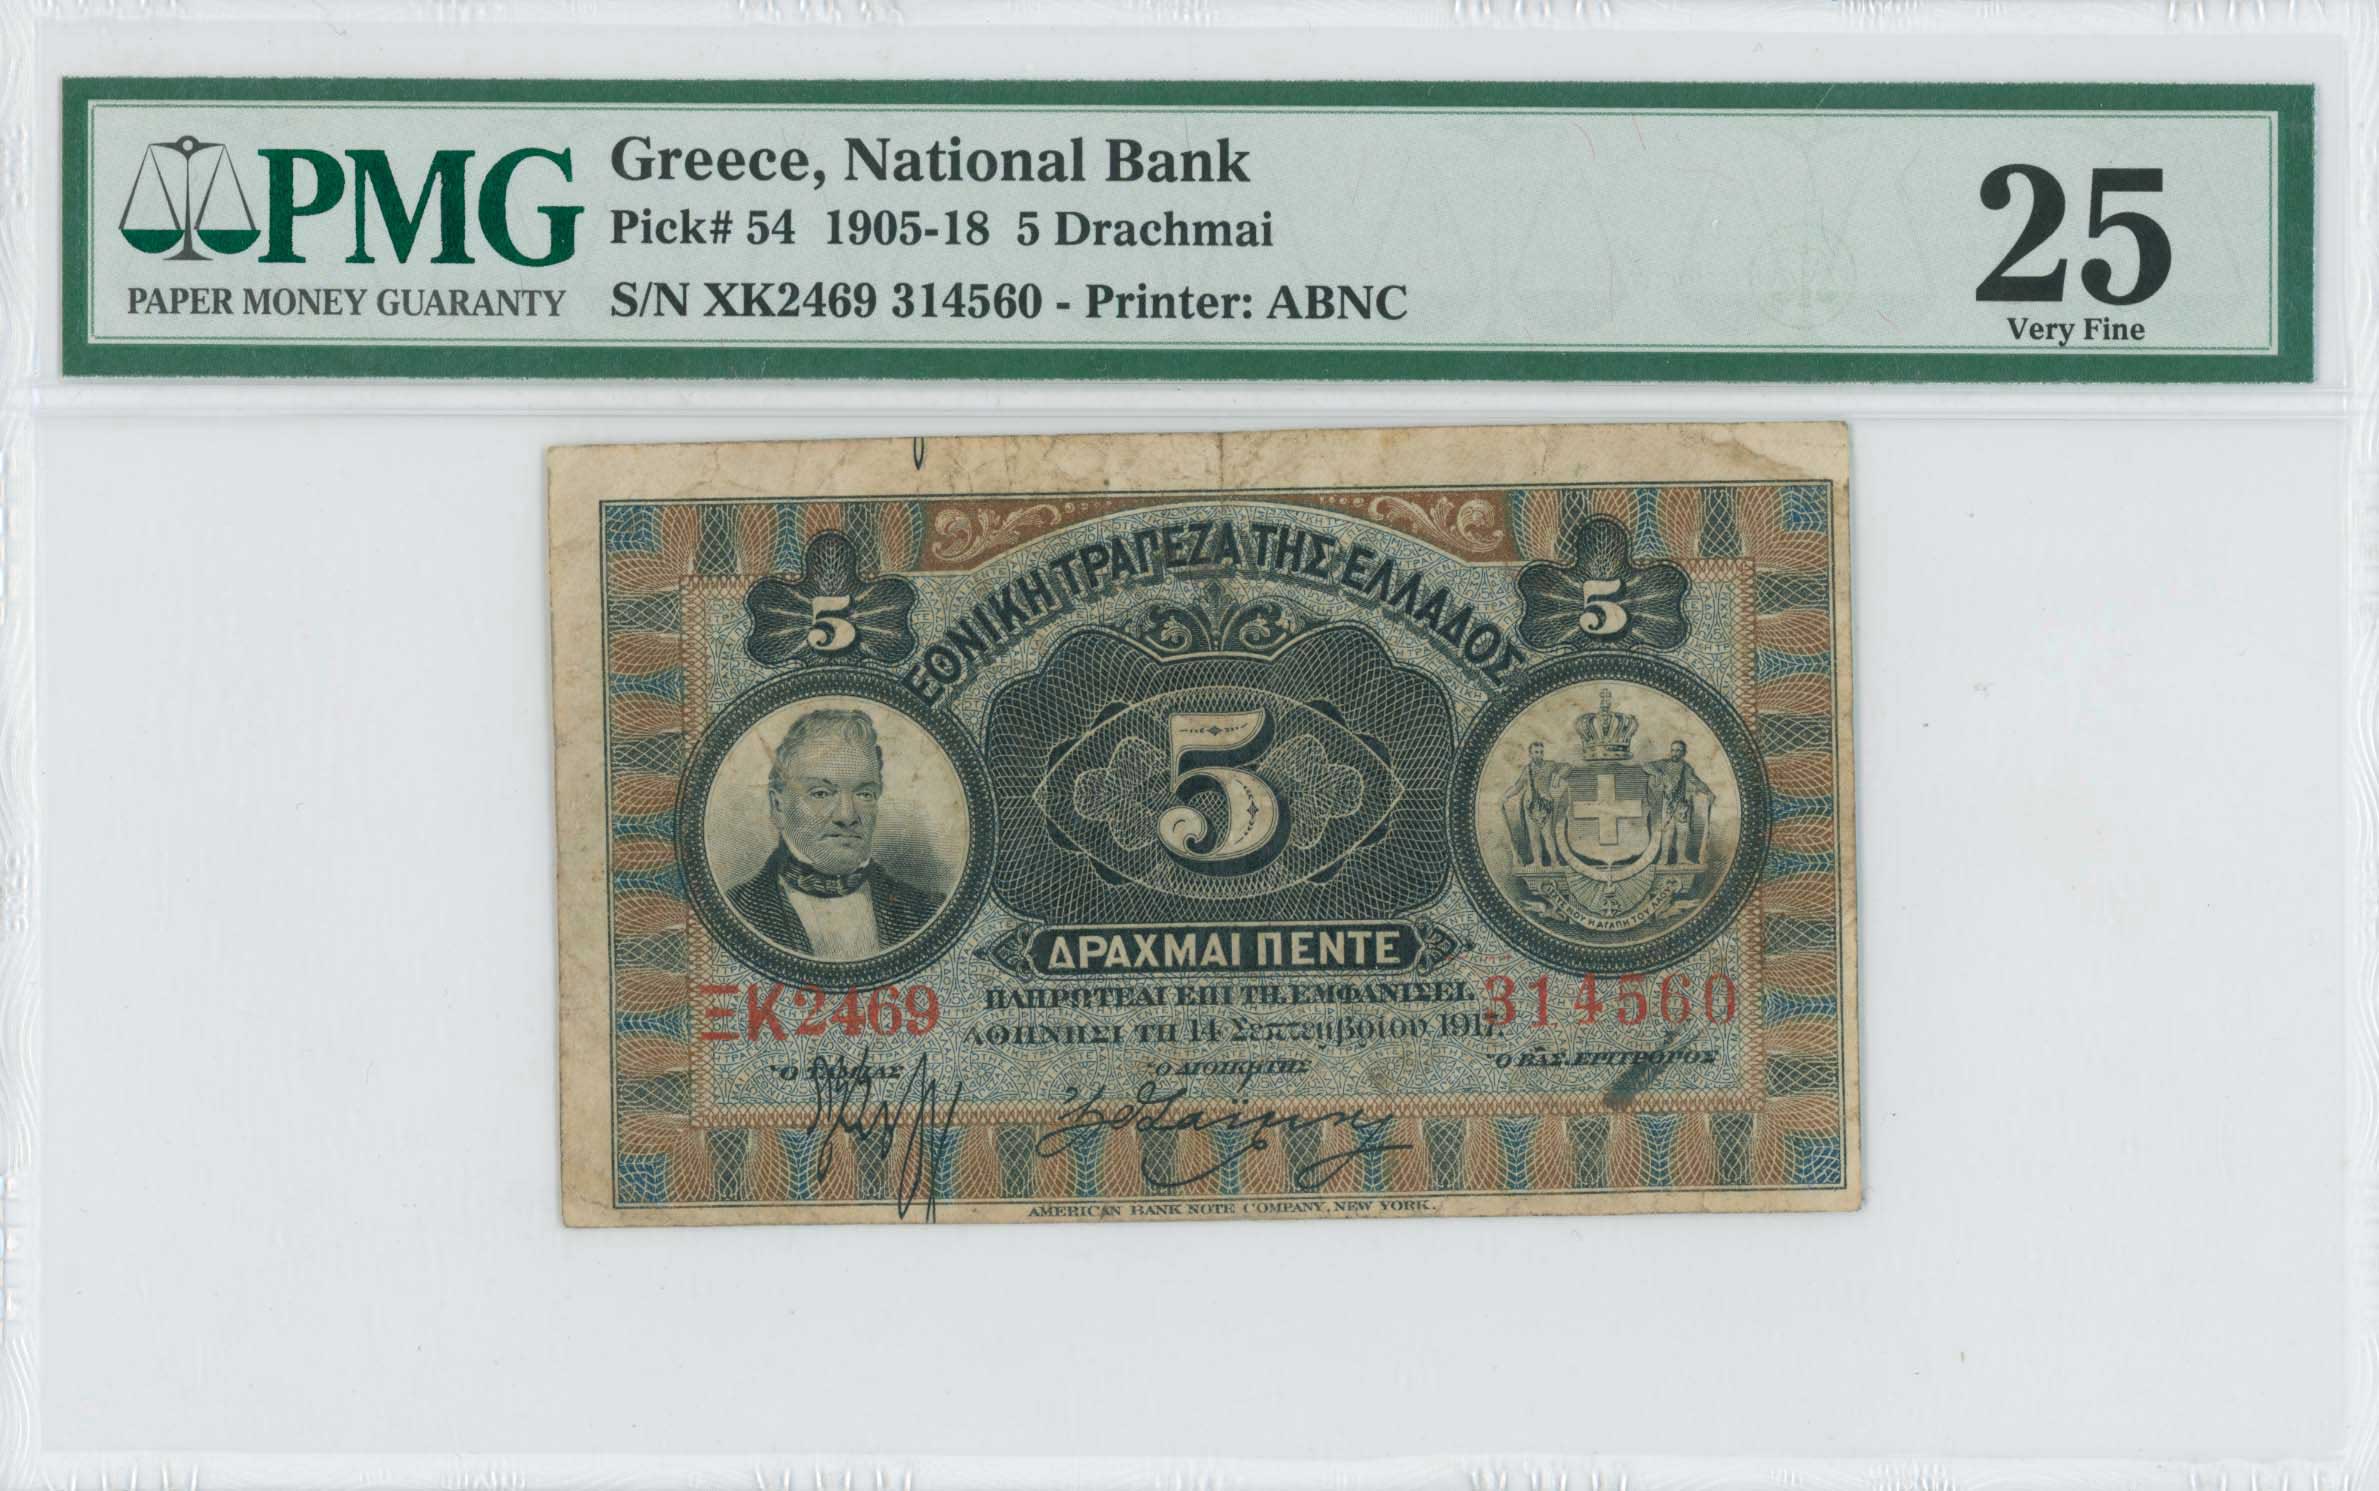 PMG
PAPER MONEY GUARANTY
Greece, National Bank
Pick# 54 1905-18 5 Drachmai
S/N XK2469 314560 - Printer: ABNC
25
Very Fine
ΕΘΝΙΚΗ ΤΡΑΠΕΖΑ ΤΗΣ ΕΛΛΑΔΟΣ
5 5
5
ΔΡΑΧΜΑΙ ΠΕΝΤΕ
ΞΚ2469 314560
ΠΛΗΡΩΤΕΑΙ ΕΠΙ ΤΗ ΕΜΦΑΝΙΣΕΙ.
ΑΘΗΝΗΣΙ ΤΗ 14 Σεπτεμβρίου 1917.
Ὁ ΤΑΜΙΑΣ Ὁ ΔΙΟΙΚΗΤΗΣ Ὁ ΒΑΣ. ΕΠΙΤΡΟΠΟΣ
AMERICAN BANK NOTE COMPANY, NEW YORK.